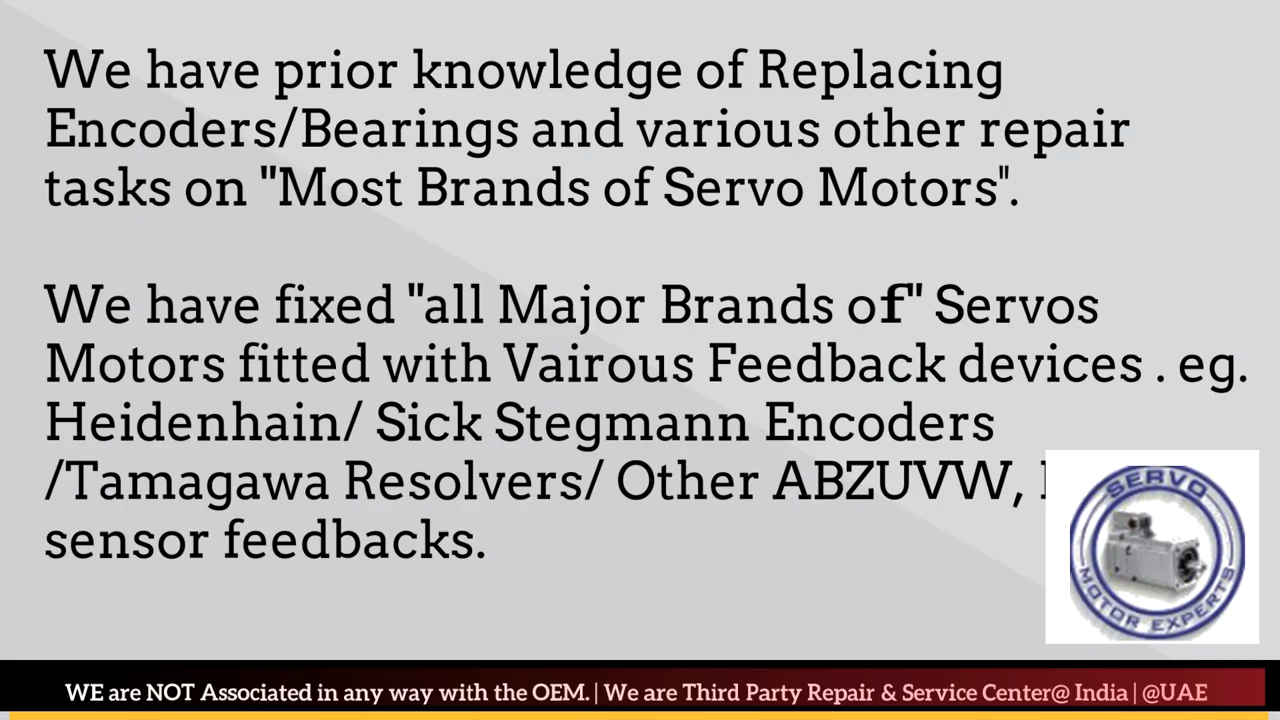 We have prior knowledge of Replacing
Encoders/Bearings and various other repair
tasks on "Most Brands of Servo Motors".
We have fixed "all Major Brands of" Servos
Motors fitted with Vairous Feedback devices . eg.
Heidenhain/ Sick Stegmann Encoders
/Tamagawa Resolvers/ Other ABZUVW,
sensor feedbacks.
SERVO
MOTOR EXPERTS
WE are NOT Associated in any way with the OEM. | We are Third Party Repair & Service Center@ India | @UAE